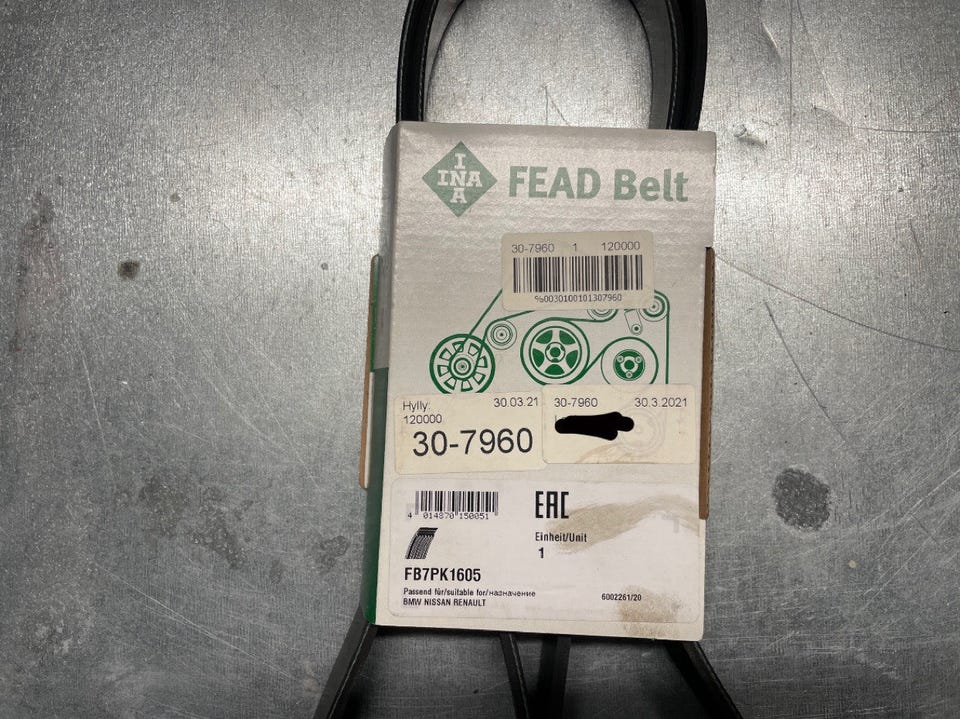 I
INA
A
FEAD Belt
30-7960 1 120000
%0030100101307960
Hylly: 30.03.21
120000
30-7960
30-7960 30.3.2021
4 014870 150051
EAC
Einheit/Unit
1
FB7PK1605
Passend für/suitable for/назначение
BMW NISSAN RENAULT
6002261/20